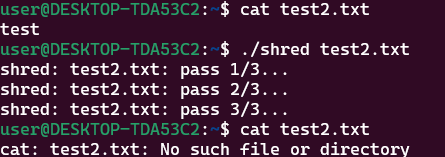 user@DESKTOP-TDA53C2:~$ cat test2.txt
test
user@DESKTOP-TDA53C2:~$ ./shred test2.txt
shred: test2.txt: pass 1/3...
shred: test2.txt: pass 2/3...
shred: test2.txt: pass 3/3...
user@DESKTOP-TDA53C2:~$ cat test2.txt
cat: test2.txt: No such file or directory